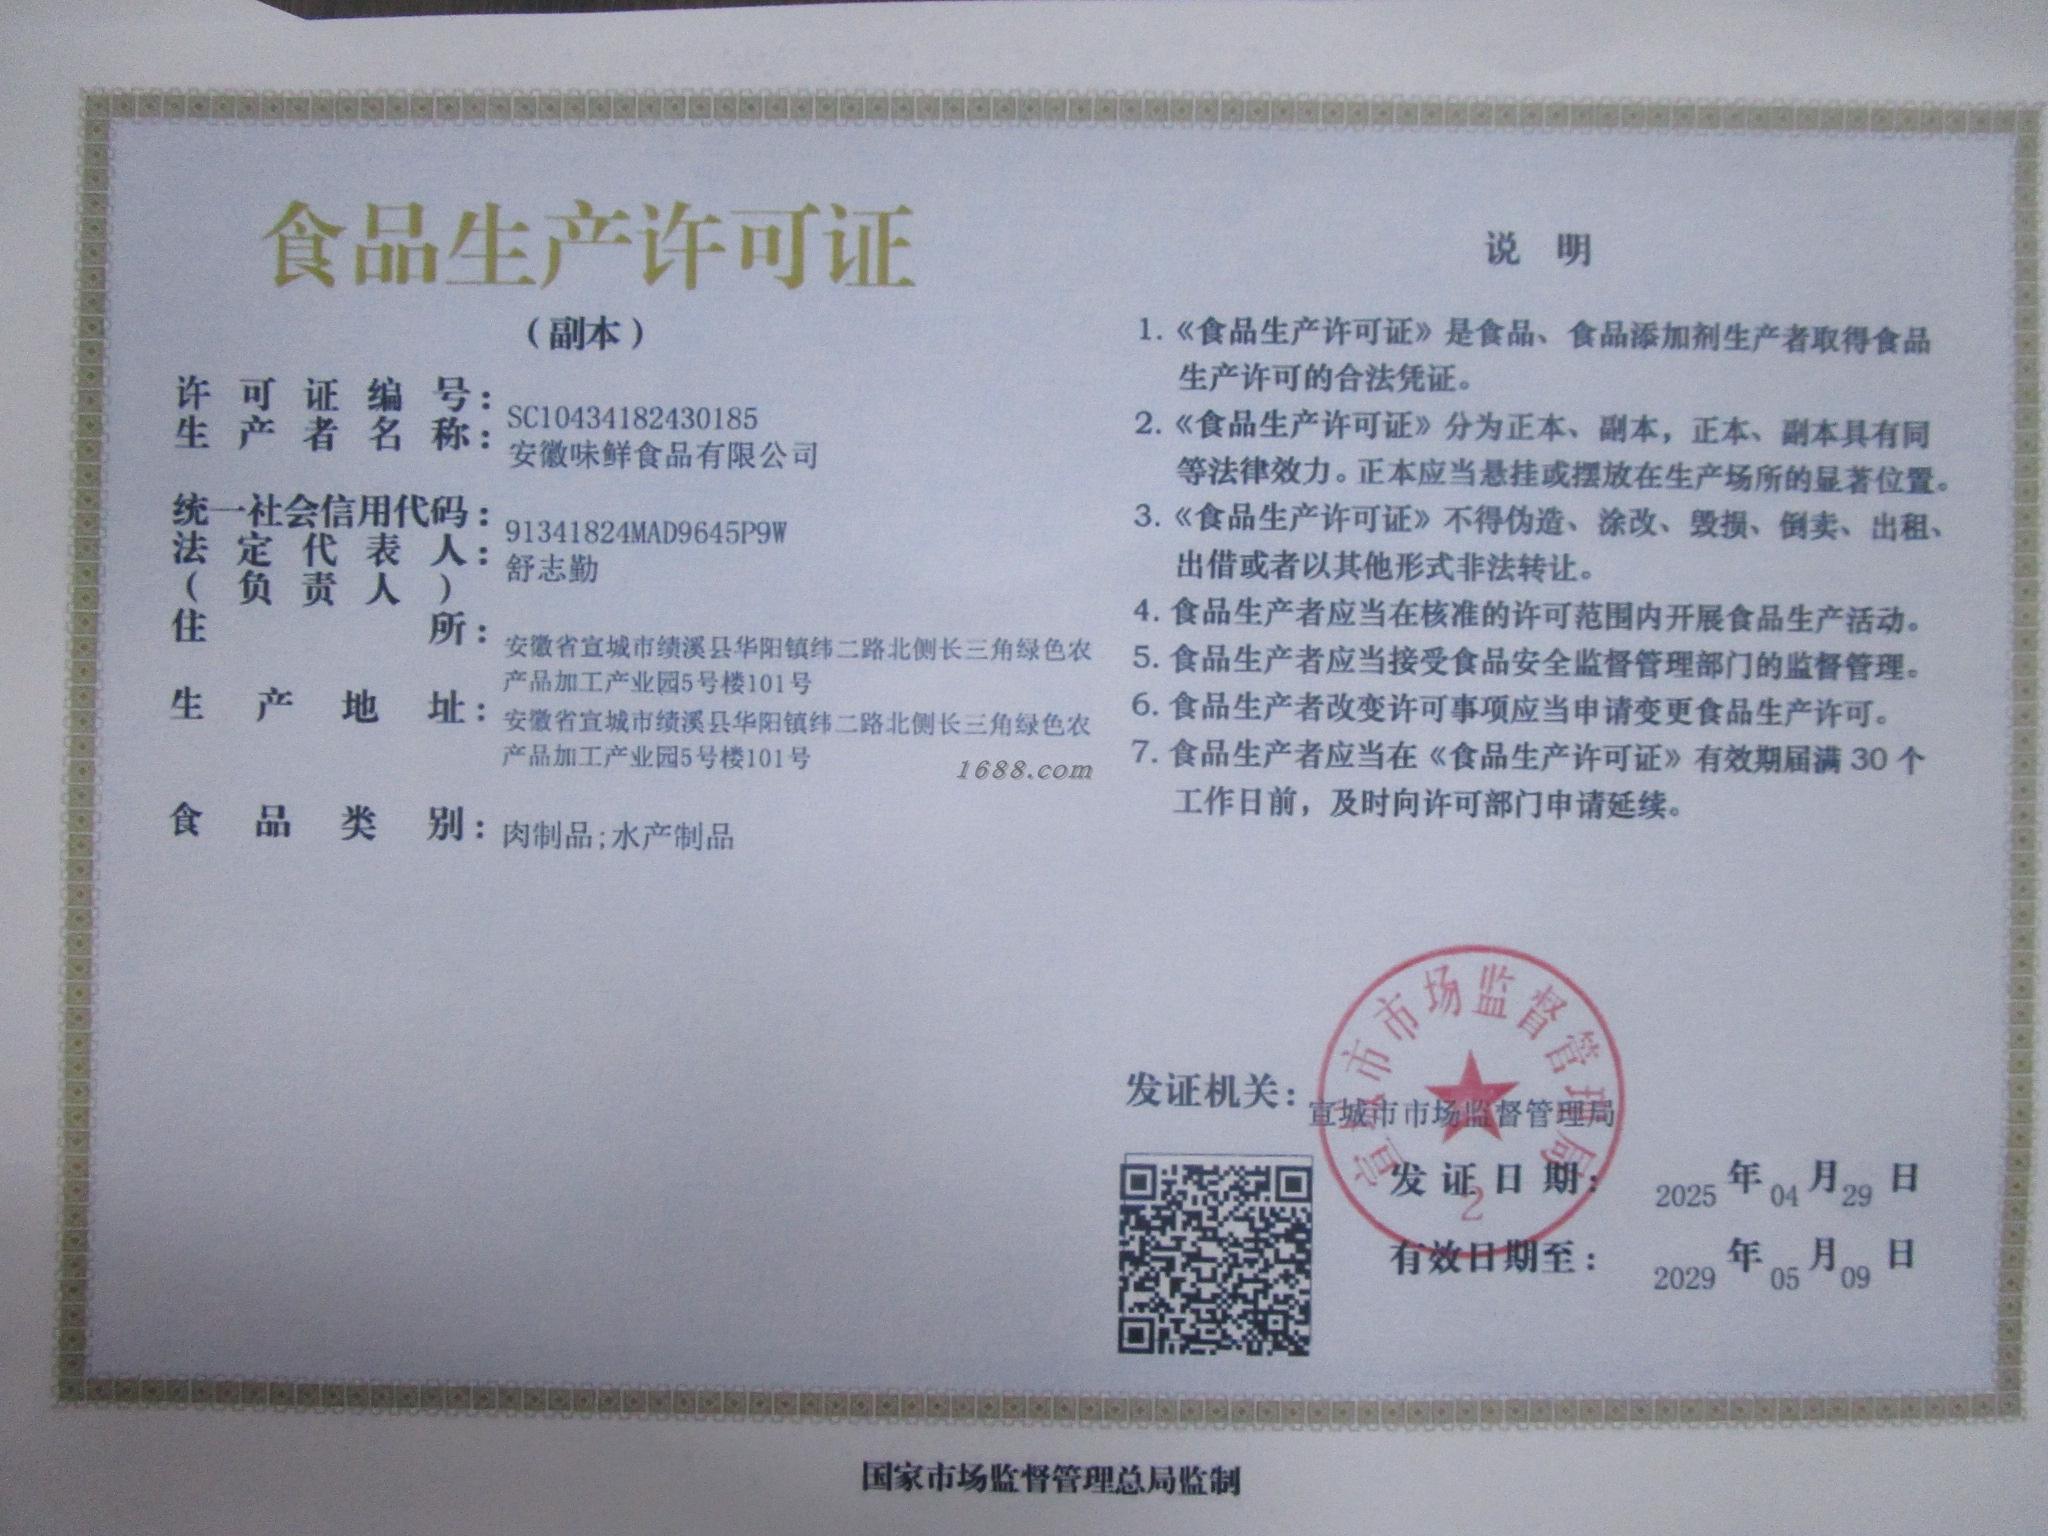 食品生产许可证
（副本）
许可证编号：SC10434182430185
生产者名称：安徽味鲜食品有限公司
统一社会信用代码：91341824MAD9645P9W
法定代表人：舒志勤
（负责人）
住所：安徽省宣城市绩溪县华阳镇纬二路北侧长三角绿色农
产品加工产业园5号楼101号
生产地址：安徽省宣城市绩溪县华阳镇纬二路北侧长三角绿色农
产品加工产业园5号楼101号
1688.com
食品类别：肉制品;水产制品
说 明
1.《食品生产许可证》是食品、食品添加剂生产者取得食品
生产许可的合法凭证。
2.《食品生产许可证》分为正本、副本，正本、副本具有同
等法律效力。正本应当悬挂或摆放在生产场所的显著位置。
3.《食品生产许可证》不得伪造、涂改、毁损、倒卖、出租、
出借或者以其他形式非法转让。
4. 食品生产者应当在核准的许可范围内开展食品生产活动。
5. 食品生产者应当接受食品安全监督管理部门的监督管理。
6. 食品生产者改变许可事项应当申请变更食品生产许可。
7. 食品生产者应当在《食品生产许可证》有效期届满 30 个
工作日前，及时向许可部门申请延续。
发证机关：宣城市市场监督管理局
宣城市市场监督管理局
2
发证日期：2025年04月29日
有效日期至：2029年05月09日
国家市场监督管理总局监制